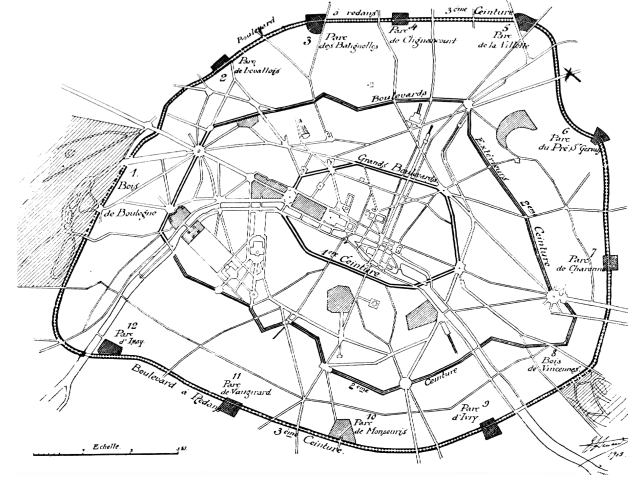 Boulevard
à redans
3ème Ceinture
3
Parc
des Batignolles
4
Parc
de Clignancourt
5
Parc
de la Villette
Parc
de Levallois
2
Boulevards
6
Parc
du Pré St Gervais
Extérieurs
Grands Boulevards
1.
Bois
de Boulogne
2ème
Ceinture
1ère Ceinture
7
Parc
de Charonne
12
Parc
d'Issy
8
Bois
de Vincennes
11
Parc
de Vaugirard
Boulevard à Redans
2ème
Ceinture
9
Parc
d'Ivry
10
Parc
de Montsouris
3ème Ceinture.
Echelle.